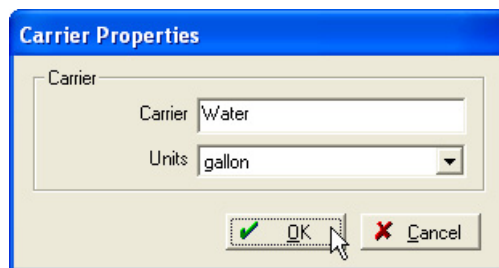 Carrier Properties
Carrier
Carrier Water
Units gallon
OK Cancel